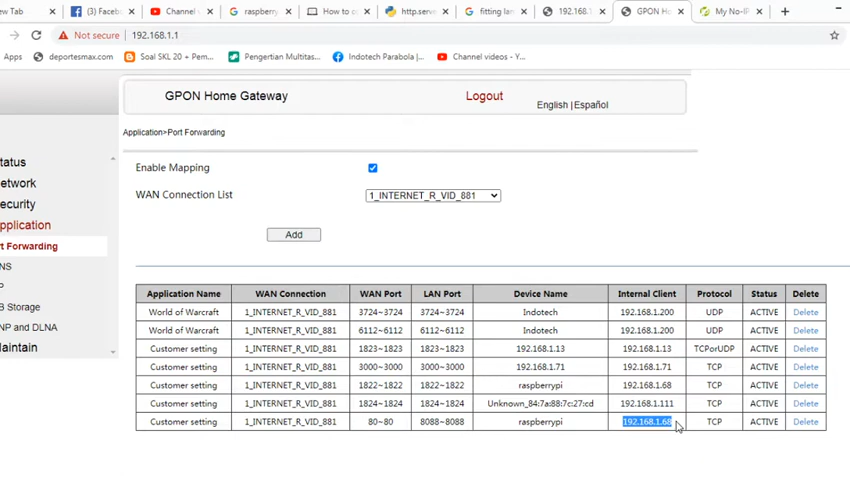 ew Tab Faceb Channel raspberry How to co http.serve fitting lar 192.168.1 GPON Ho My No-IP
Not secure 192.168.1.1
Apps deportesmax.com Soal SKL 20 + Pem... Pengertian Multitas... Indotech Parabola |... Channel videos - Y...
GPON Home Gateway Logout English |Español
Application>Port Forwarding
tatus
etwork
ecurity
pplication
rt Forwarding
NS
P
B Storage
NP and DLNA
aintain
Enable Mapping
WAN Connection List 1_INTERNET_R_VID_881
Add
Application Name WAN Connection WAN Port LAN Port Device Name Internal Client Protocol Status Delete
World of Warcraft 1_INTERNET_R_VID_881 3724~3724 3724~3724 Indotech 192.168.1.200 UDP ACTIVE Delete
World of Warcraft 1_INTERNET_R_VID_881 6112~6112 6112~6112 Indotech 192.168.1.200 UDP ACTIVE Delete
Customer setting 1_INTERNET_R_VID_881 1823~1823 1823~1823 192.168.1.13 192.168.1.13 TCPorUDP ACTIVE Delete
Customer setting 1_INTERNET_R_VID_881 3000~3000 3000~3000 192.168.1.71 192.168.1.71 TCP ACTIVE Delete
Customer setting 1_INTERNET_R_VID_881 1822~1822 1822~1822 raspberrypi 192.168.1.68 TCP ACTIVE Delete
Customer setting 1_INTERNET_R_VID_881 1824~1824 1824~1824 Unknown_84:7a:88:7c:27:cd 192.168.1.111 TCP ACTIVE Delete
Customer setting 1_INTERNET_R_VID_881 80~80 8088~8088 raspberrypi 192.168.1.68 TCP ACTIVE Delete